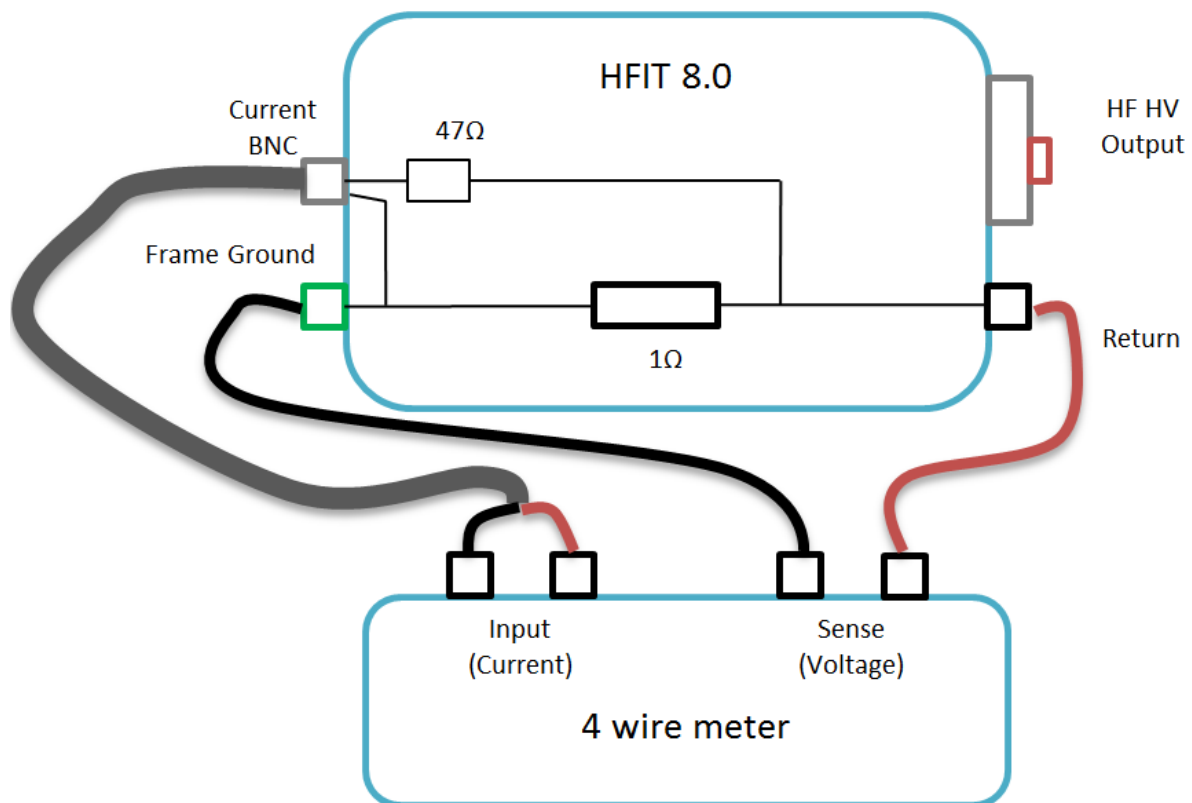 HFIT 8.0
Current
BNC
47Ω
HF HV
Output
Frame Ground
1Ω
Return
Input
(Current)
Sense
(Voltage)
4 wire meter